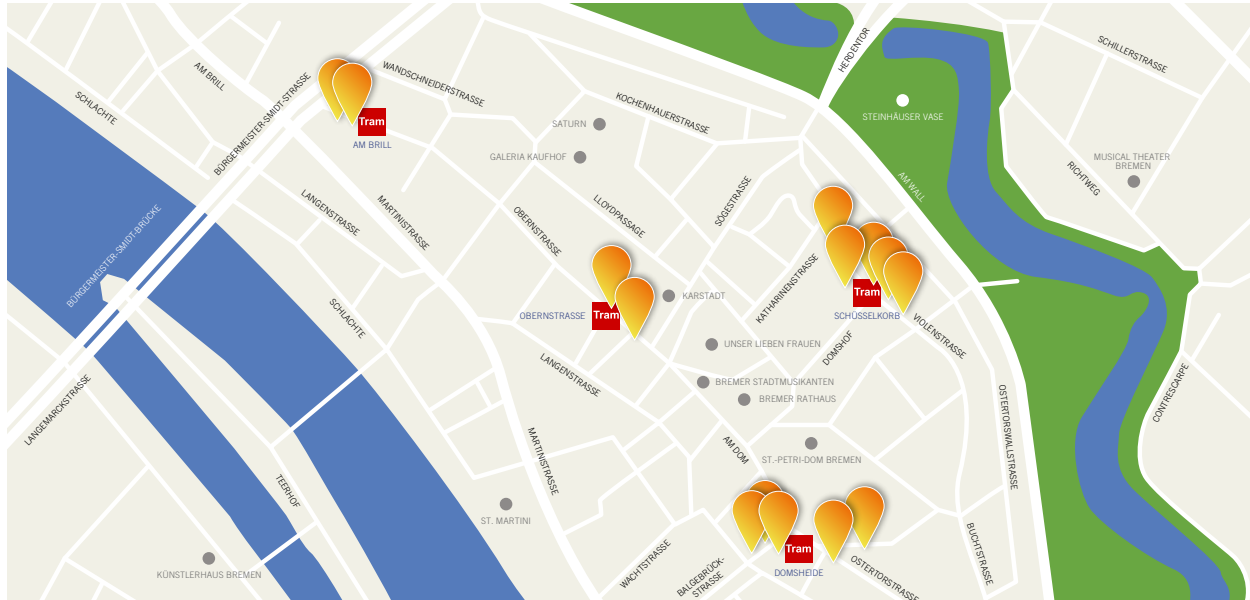 HERDENTOR
SCHILLERSTRASSE
AM BRILL
WANDSCHNEIDERSTRASSE
SCHLACHTE
BÜRGERMEISTER-SMIDT-STRASSE
KOCHENHAUERSTRASSE
STEINHÄUSER VASE
Tram
AM BRILL
SATURN
GALERIA KAUFHOF
MUSICAL THEATER
BREMEN
RICHTWEG
AM WALL
SÖGESTRASSE
LLOYDPASSAGE
LANGENSTRASSE
MARTINISTRASSE
OBERNSTRASSE
BÜRGERMEISTER-SMIDT-BRÜCKE
KATHARINENSTRASSE
KARSTADT
Tram
SCHÜSSELKORB
OBERNSTRASSE
Tram
SCHLACHTE
VIOLENSTRASSE
UNSER LIEBEN FRAUEN
DOMSHOF
LANGENSTRASSE
BREMER STADTMUSIKANTEN
BREMER RATHAUS
LANGEMARCKSTRASSE
CONTRESCARPE
OSTERTORSWALLSTRASSE
MARTINISTRASSE
AM DOM
ST.-PETRI-DOM BREMEN
TEERHOF
ST. MARTINI
Tram
DOMSHEIDE
WACHTSTRASSE
BALGEBRÜCK-
STRASSE
OSTERTORSTRASSE
BUCHTSTRASSE
KÜNSTLERHAUS BREMEN